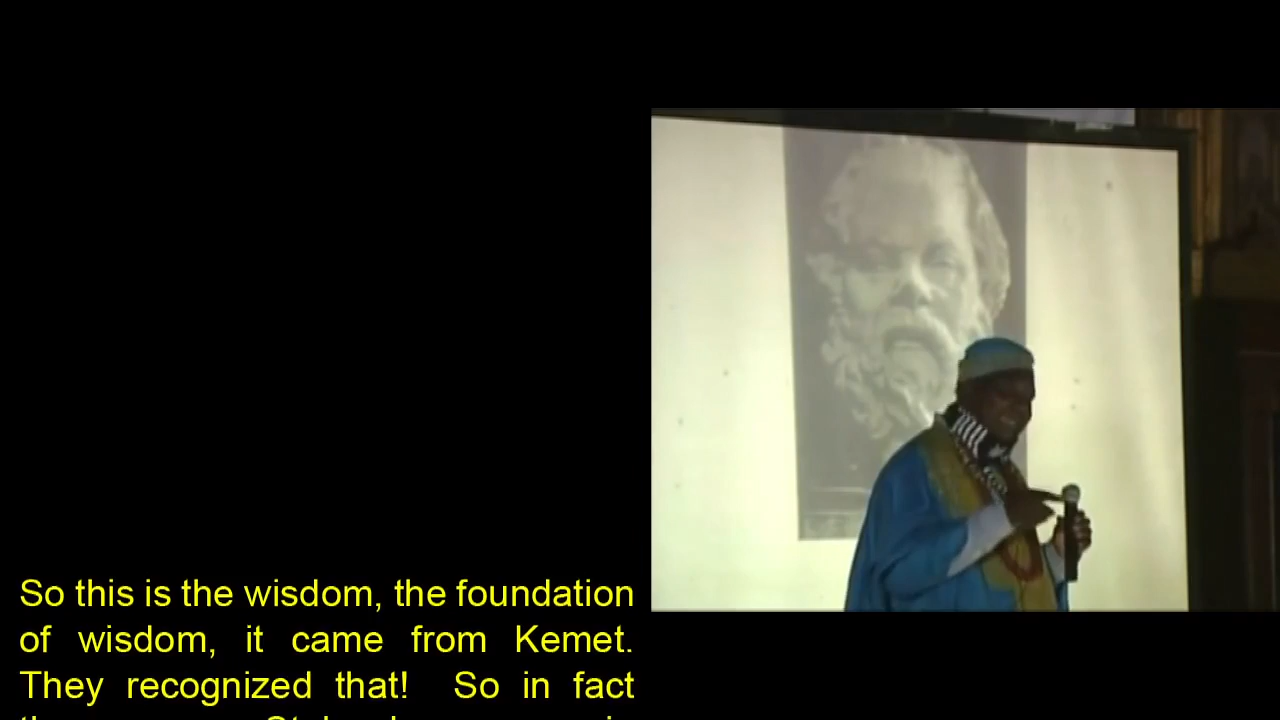 So this is the wisdom, the foundation
of wisdom, it came from Kemet.
They recognized that! So in fact